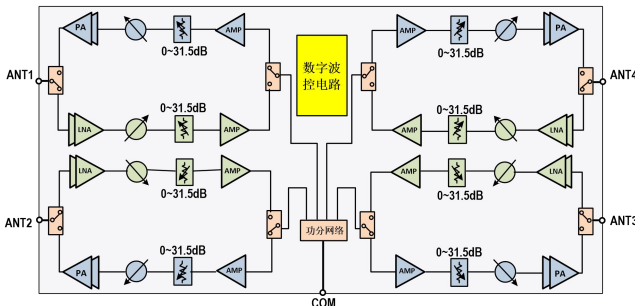 PA
0~31.5dB
AMP
ANT1
0~31.5dB
LNA
AMP
数字波
控电路
AMP
0~31.5dB
PA
ANT4
0~31.5dB
AMP
LNA
LNA
AMP
0~31.5dB
ANT2
0~31.5dB
PA
AMP
功分网络
COM
AMP
LNA
0~31.5dB
ANT3
0~31.5dB
AMP
PA